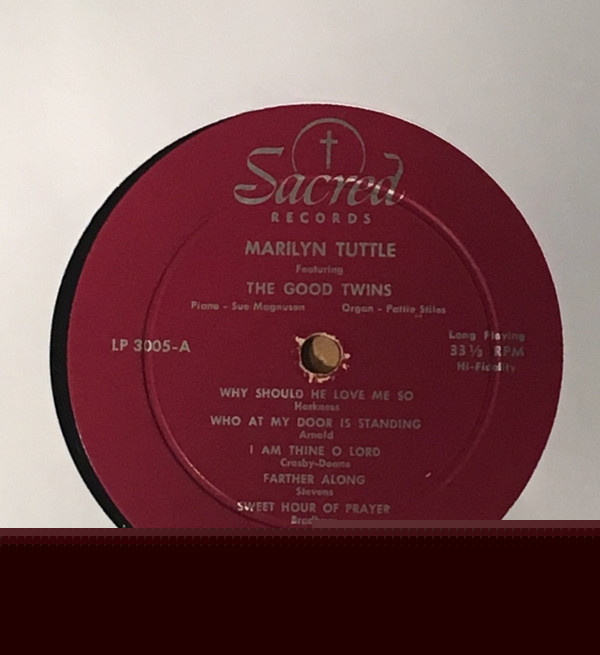 Sacred
RECORDS
MARILYN TUTTLE
Featuring
THE GOOD TWINS
Piano - Sue Magnuson Organ - Pattie Stiles
LP 3005-A
Long Playing
33 ⅓ RPM
Hi-Fidelity
WHY SHOULD HE LOVE ME SO
Harkness
WHO AT MY DOOR IS STANDING
Arnold
I AM THINE O LORD
Crosby-Doane
FARTHER ALONG
Stevens
SWEET HOUR OF PRAYER